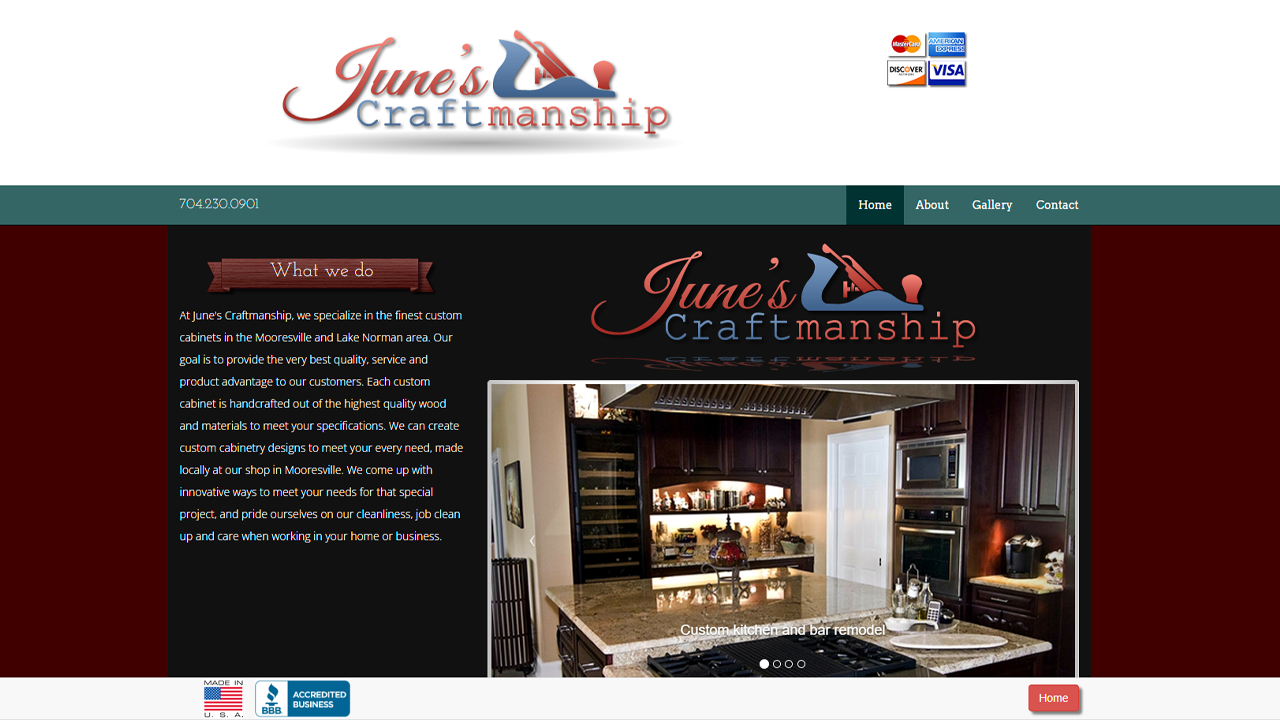 June's
Craftmanship
MasterCard
AMERICAN
EXPRESS
DISCOVER
NETWORK
VISA
704.230.0901
Home
About
Gallery
Contact
What we do
At June's Craftmanship, we specialize in the finest custom
cabinets in the Mooresville and Lake Norman area. Our
goal is to provide the very best quality, service and
product advantage to our customers. Each custom
cabinet is handcrafted out of the highest quality wood
and materials to meet your specifications. We can create
custom cabinetry designs to meet your every need, made
locally at our shop in Mooresville. We come up with
innovative ways to meet your needs for that special
project, and pride ourselves on our cleanliness, job clean
up and care when working in your home or business.
June's
Craftmanship
Custom kitchen and bar remodel
MADE IN
U. S. A.
BBB.
ACCREDITED
BUSINESS
Home